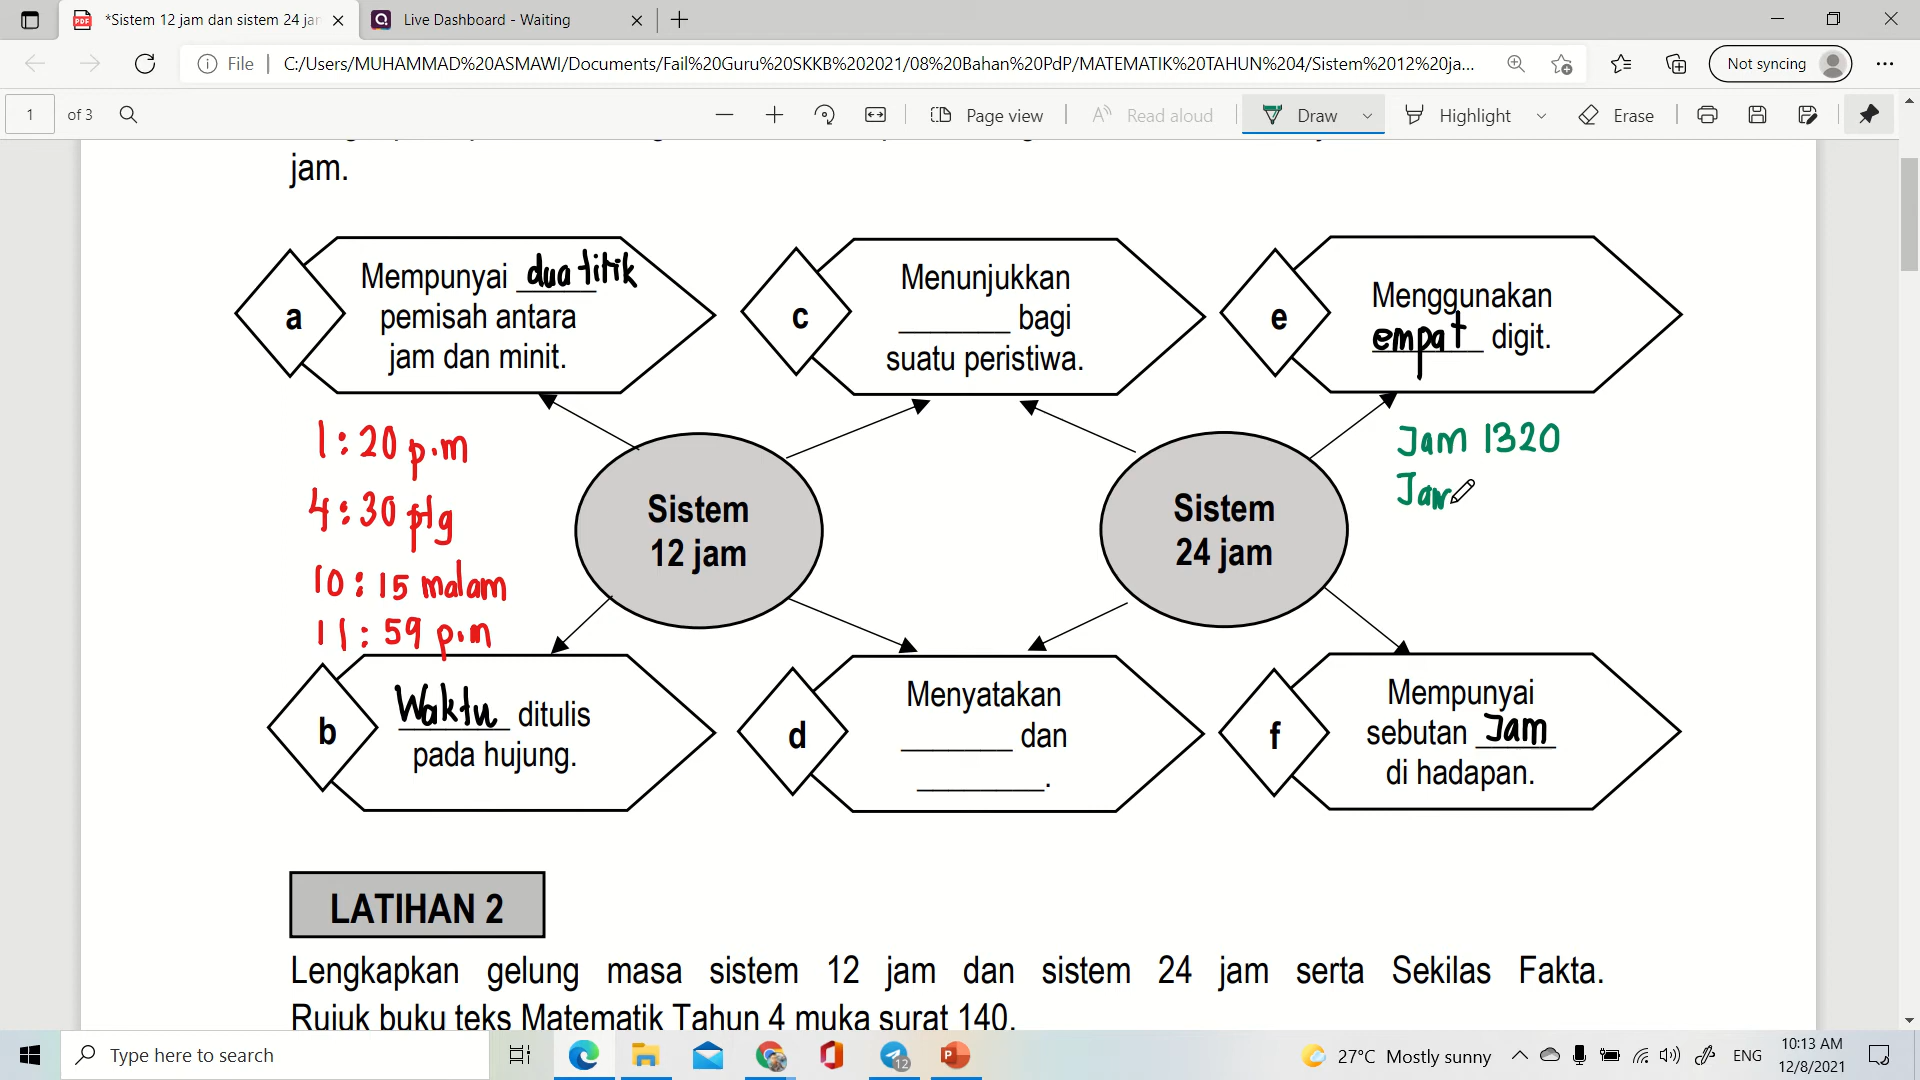 *Sistem 12 jam dan sistem 24 jar
Live Dashboard - Waiting
File
C:/Users/MUHAMMAD%20ASMAWI/Documents/Fail%20Guru%20SKKB%202021/08%20Bahan%20PdP/MATEMATIK%20TAHUN%204/Sistem%2012%20ja...
Not syncing
1 of 3
Page view
Read aloud
Draw
Highlight
Erase
jam.
a
Mempunyai dua titik
pemisah antara
jam dan minit.
c
Menunjukkan
_______ bagi
suatu peristiwa.
e
Menggunakan
empat digit.
1:20 p.m
4:30 ptg
10:15 malam
11:59 p.m
Sistem
12 jam
Sistem
24 jam
Jam 1320
Jam
b
Waktu ditulis
pada hujung.
d
Menyatakan
_______ dan
________.
f
Mempunyai
sebutan Jam
di hadapan.
LATIHAN 2
Lengkapkan gelung masa sistem 12 jam dan sistem 24 jam serta Sekilas Fakta.
Rujuk buku teks Matematik Tahun 4 muka surat 140.
Type here to search
12
27°C Mostly sunny
ENG
10:13 AM
12/8/2021